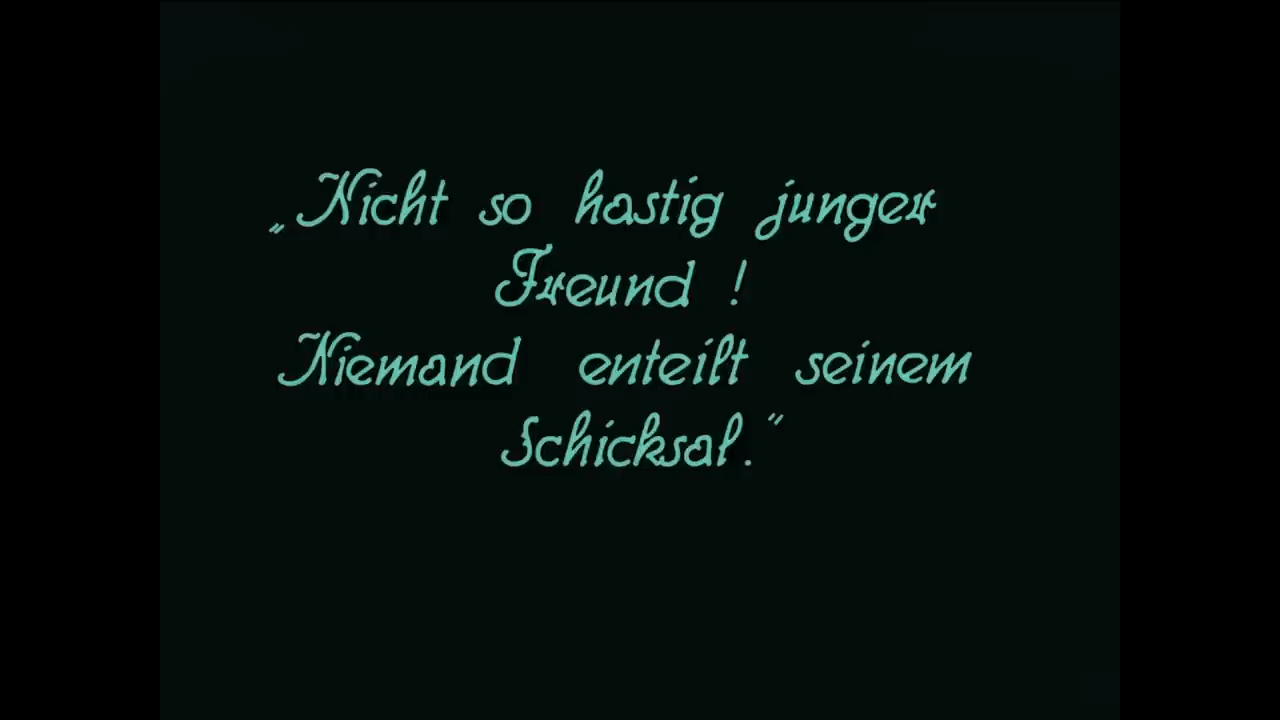 „Nicht so hastig junger
Freund !
Niemand enteilt seinem
Schicksal.“